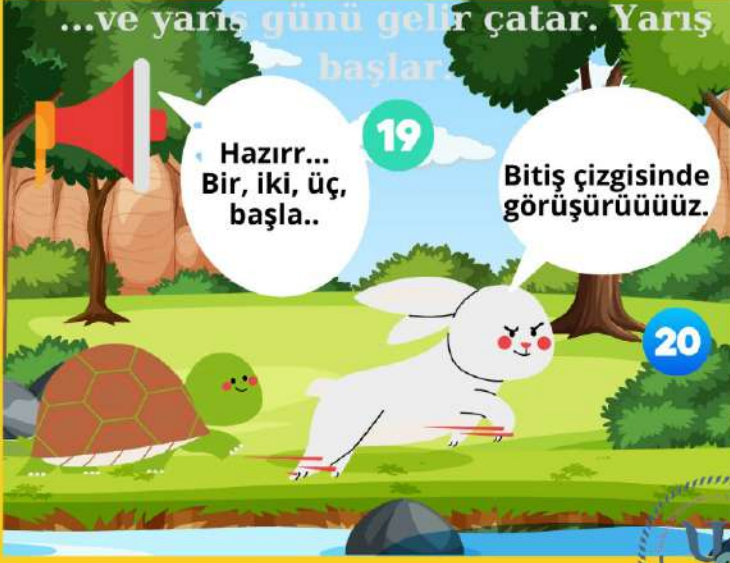 ...ve yarış günü gelir çatar. Yarış
başlar.
19
Hazırr...
Bir, iki, üç,
başla..
Bitiş çizgisinde
görüşürüüüüz.
20